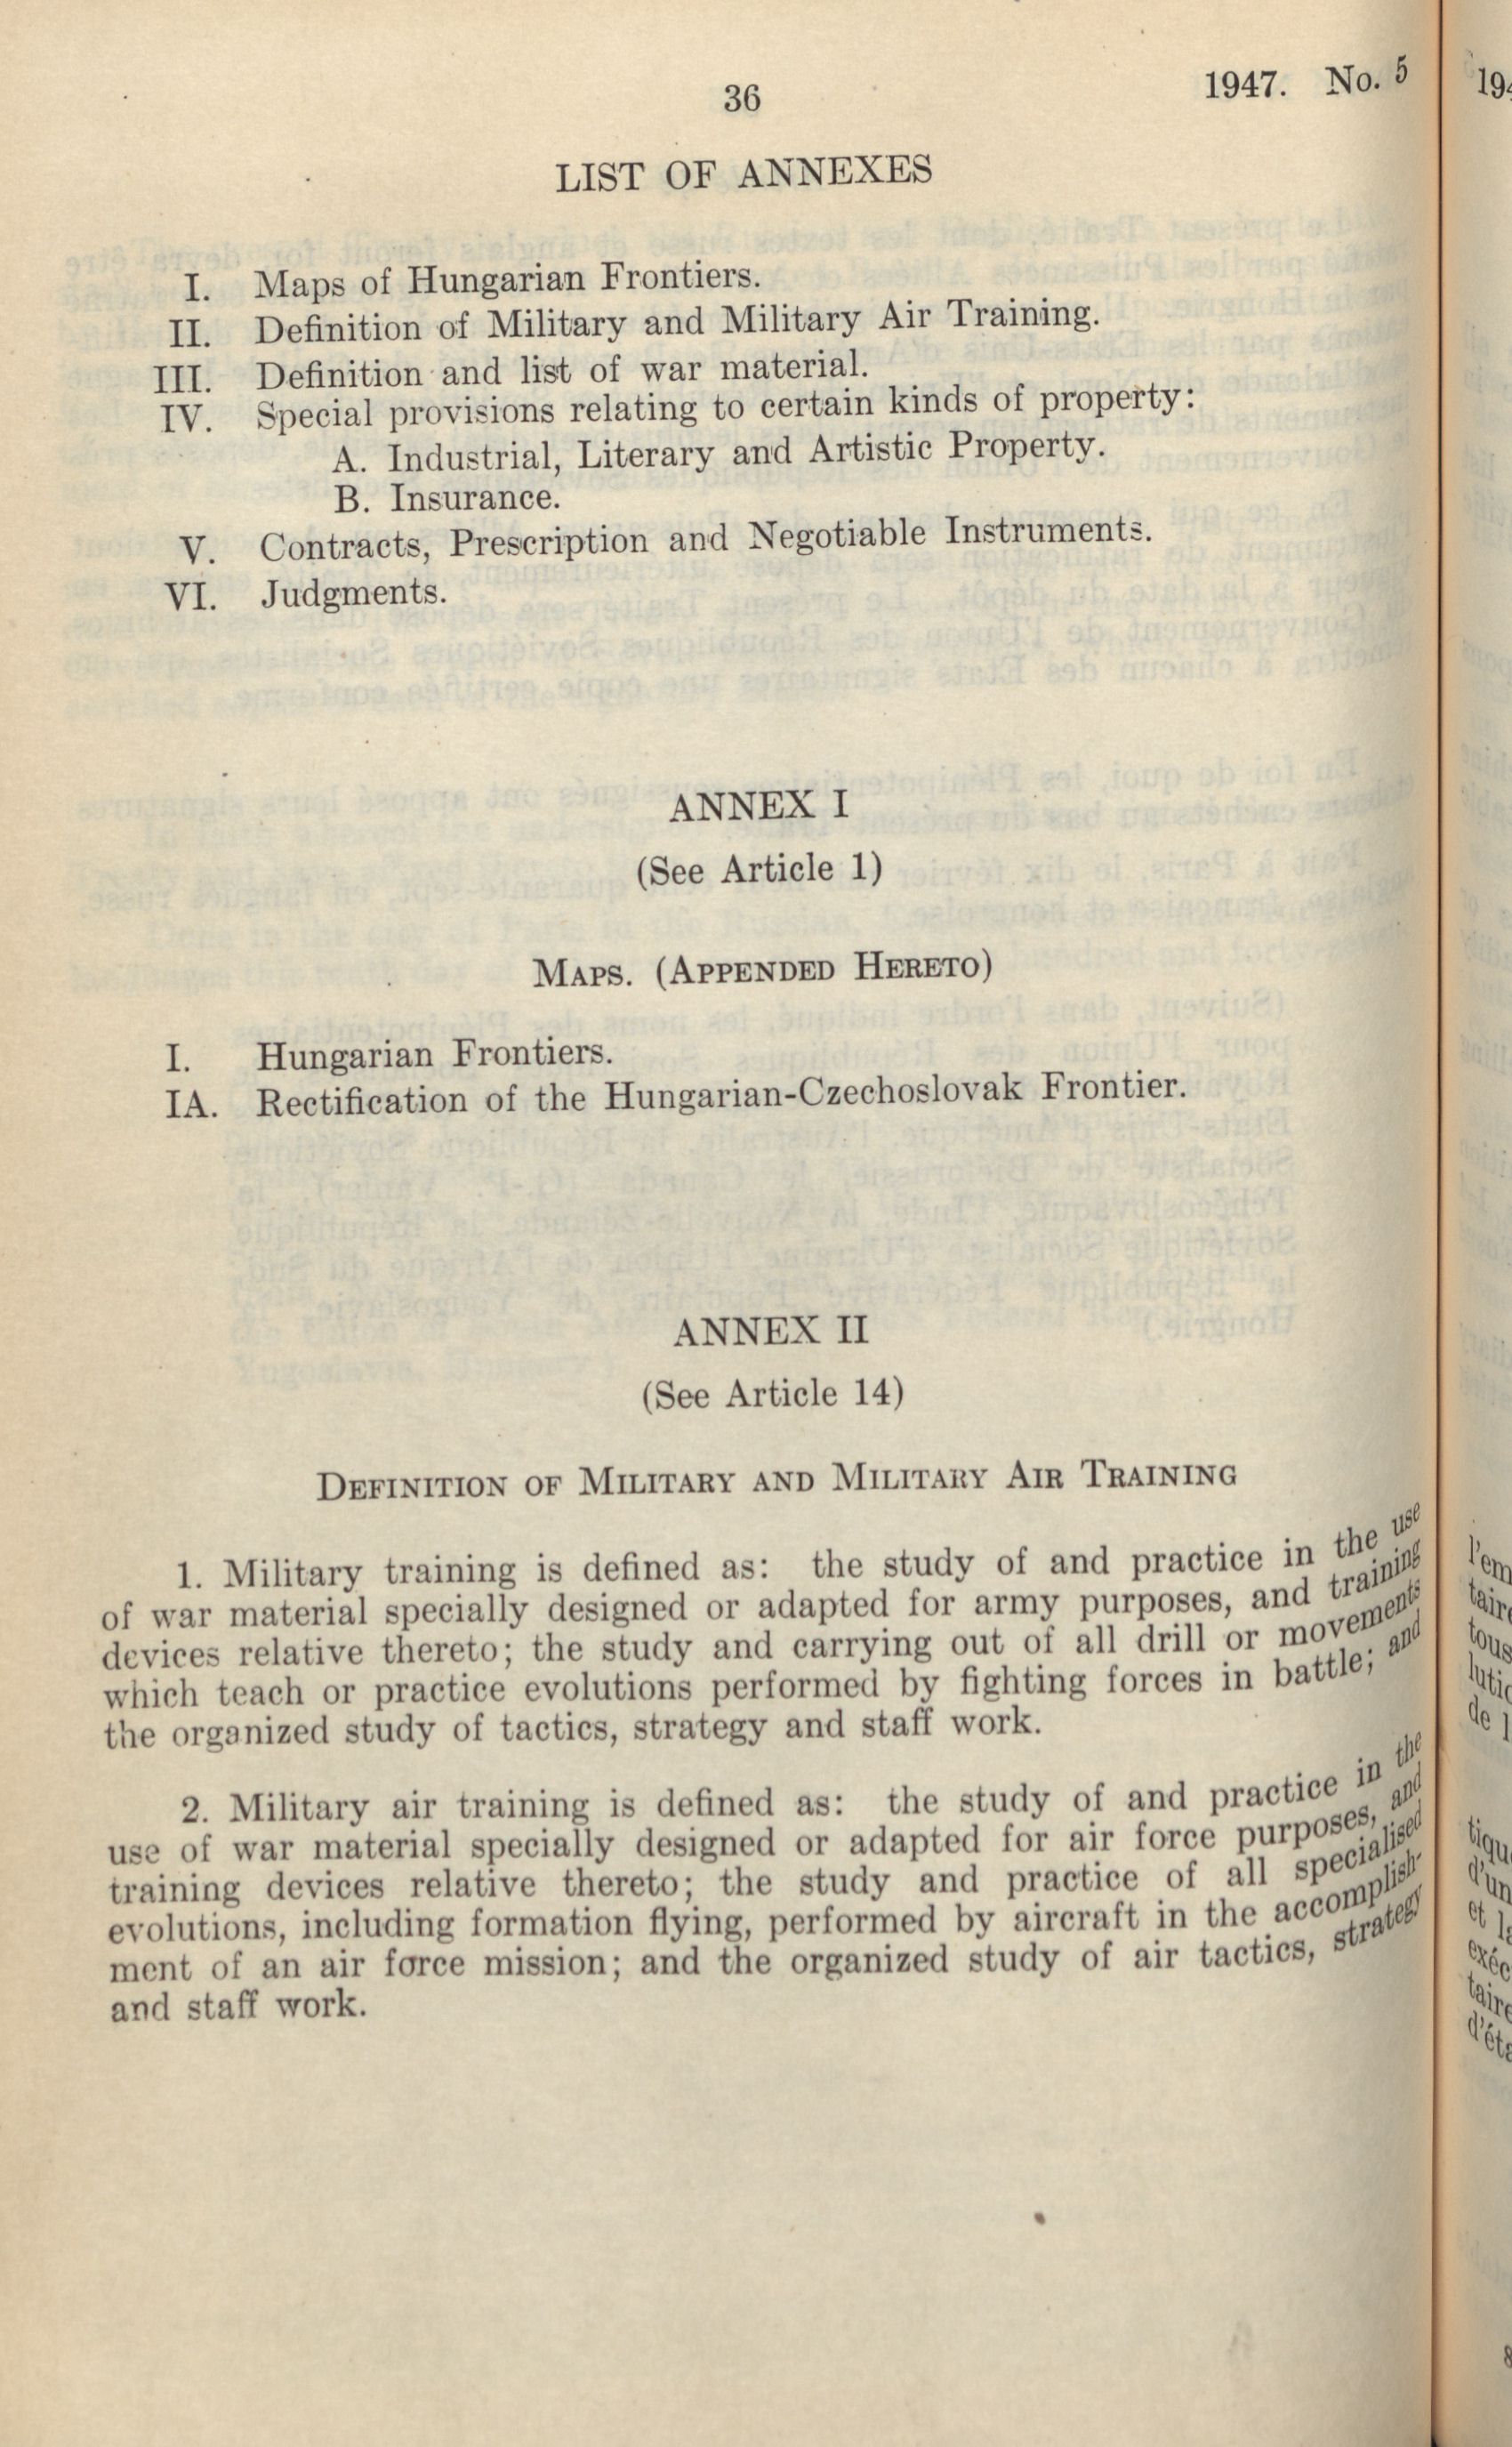 36
1947. No. 5
LIST OF ANNEXES
I. Maps of Hungarian Frontiers.
II. Definition of Military and Military Air Training.
III. Definition and list of war material.
IV. Special provisions relating to certain kinds of property:
A. Industrial, Literary and Artistic Property.
B. Insurance.
V. Contracts, Prescription and Negotiable Instruments.
VI. Judgments.
ANNEX I
(See Article 1)
MAPS. (APPENDED HERETO)
I. Hungarian Frontiers.
IA. Rectification of the Hungarian-Czechoslovak Frontier.
ANNEX II
(See Article 14)
DEFINITION OF MILITARY AND MILITARY AIR TRAINING
1. Military training is defined as: the study of and practice in the use
of war material specially designed or adapted for army purposes, and training
devices relative thereto; the study and carrying out of all drill or movements
which teach or practice evolutions performed by fighting forces in battle; and
the organized study of tactics, strategy and staff work.
2. Military air training is defined as: the study of and practice in the
use of war material specially designed or adapted for air force purposes, and
training devices relative thereto; the study and practice of all specialised
evolutions, including formation flying, performed by aircraft in the accomplish-
ment of an air force mission; and the organized study of air tactics, strategy
and staff work.